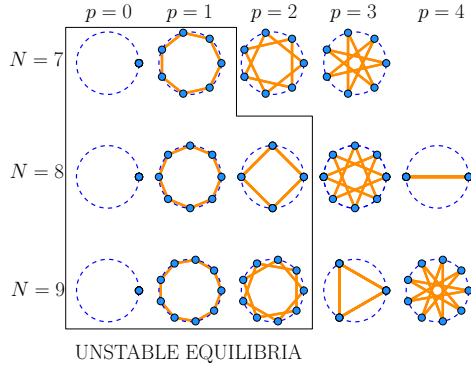 p = 0 p = 1 p = 2 p = 3 p = 4
N = 7
N = 8
N = 9
UNSTABLE EQUILIBRIA